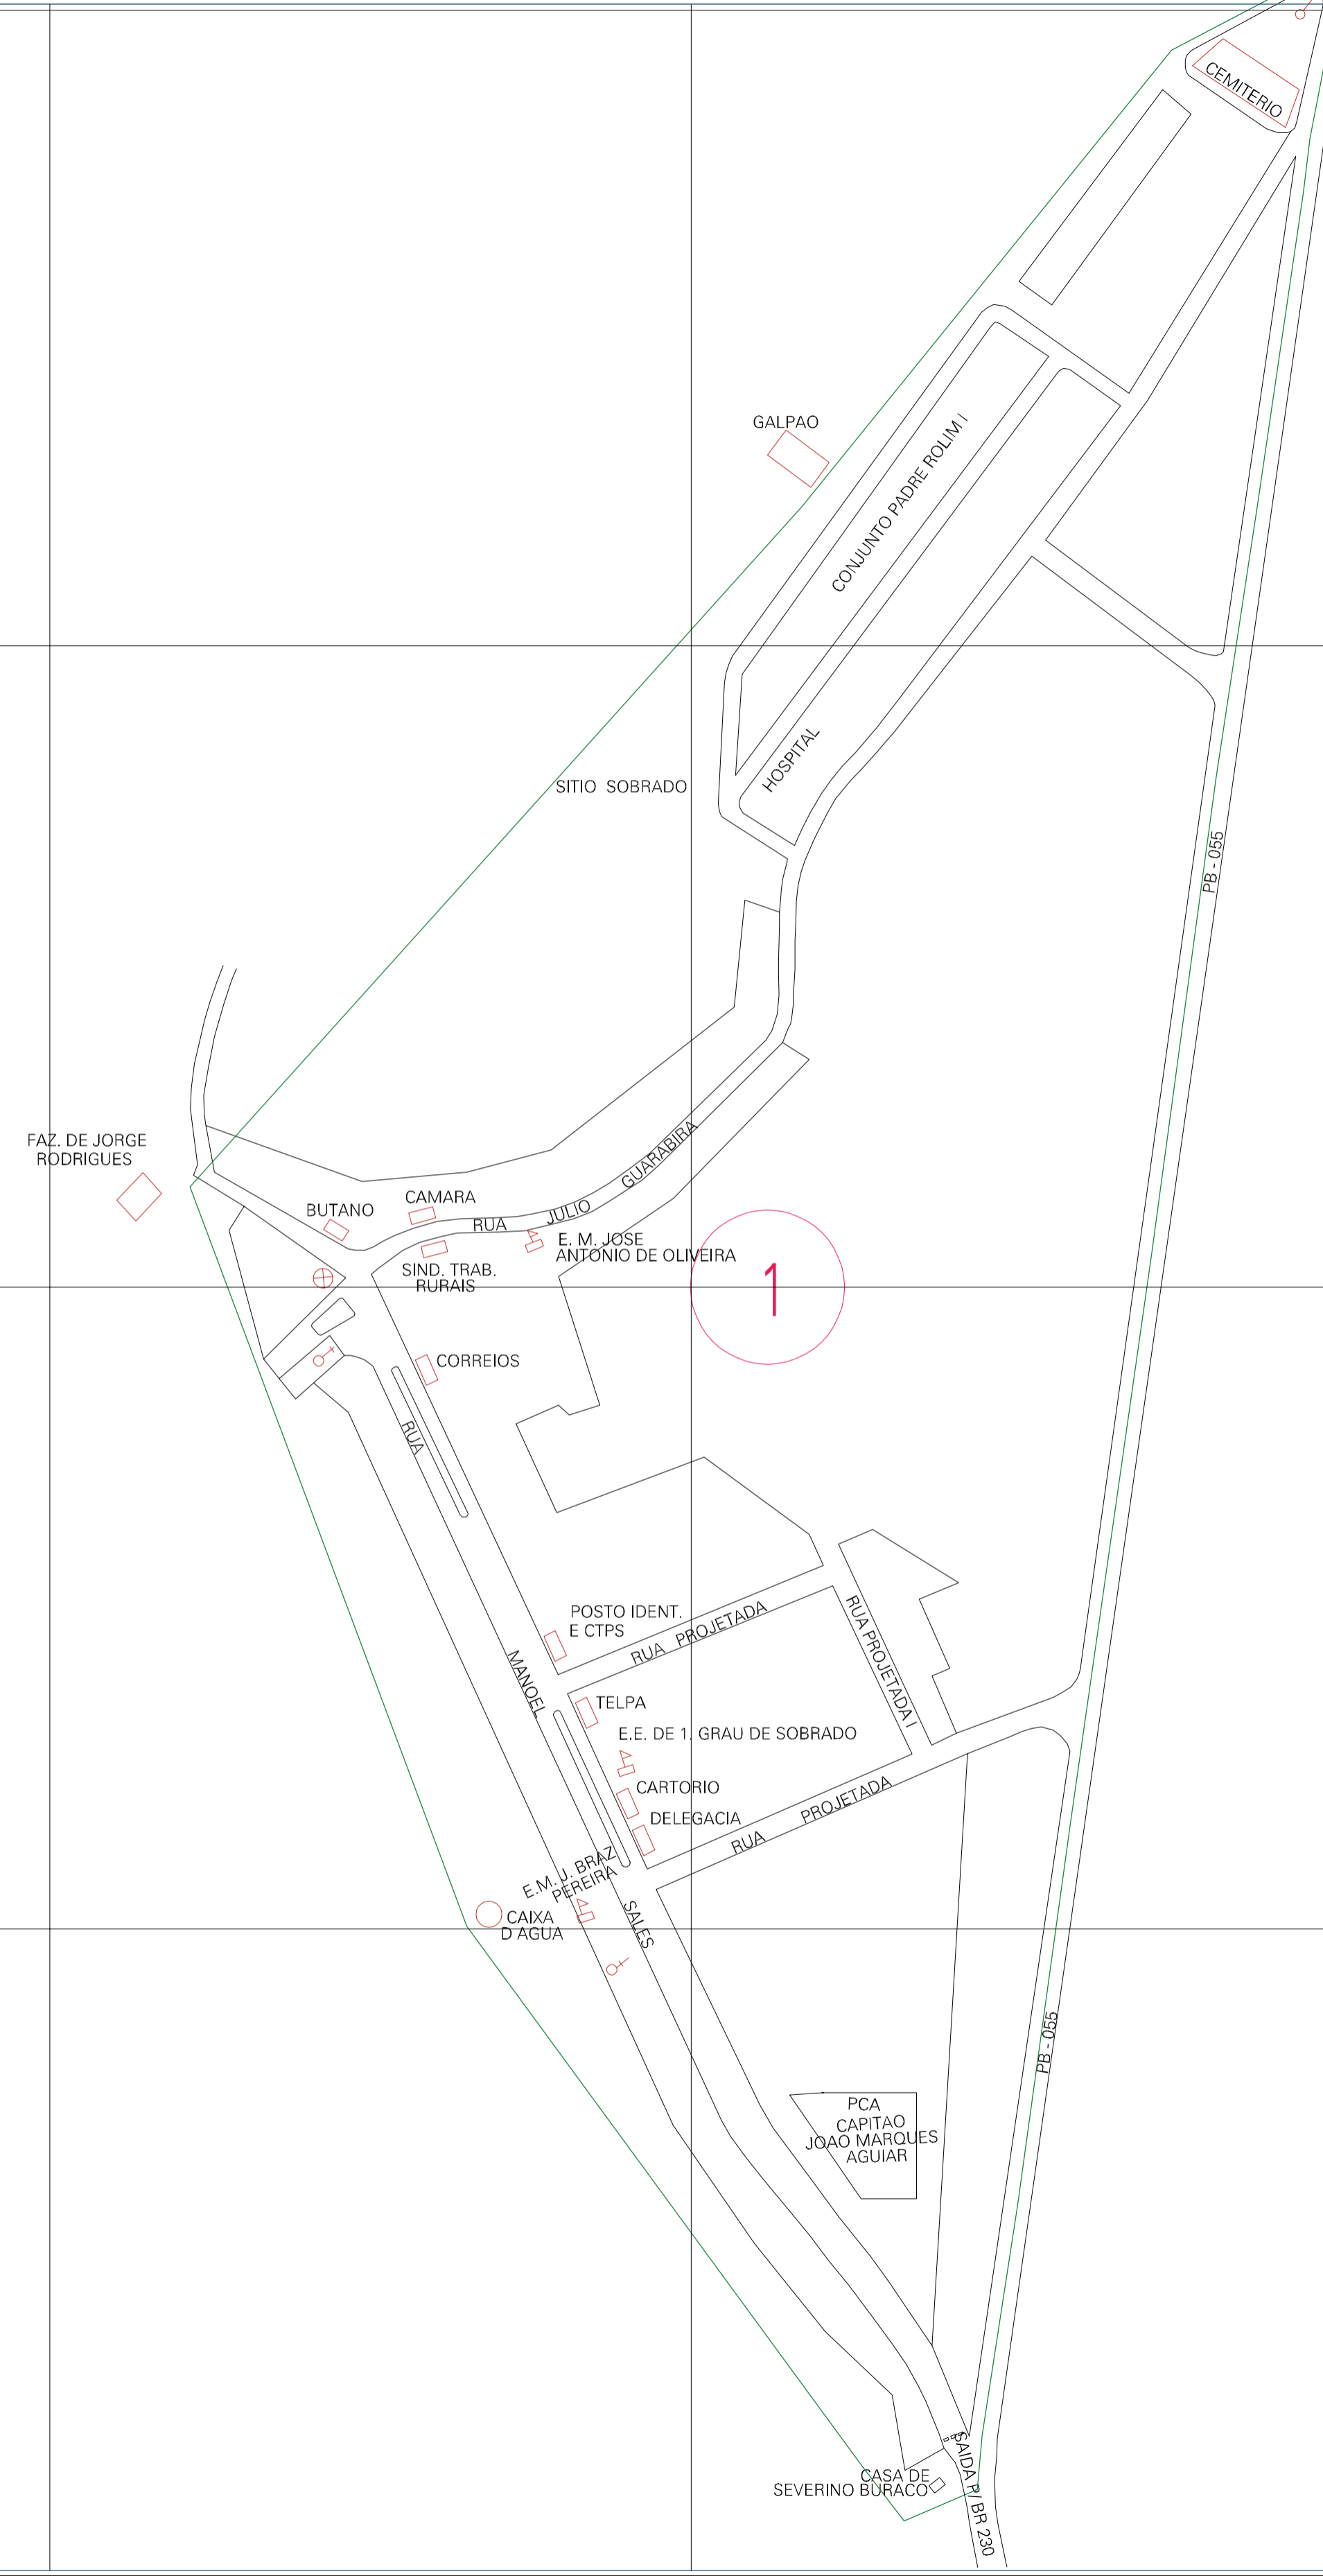 CEMITERIO
GALPAO
CONJUNTO PADRE ROLIM I
HOSPITAL
SITIO SOBRADO
PB - 055
FAZ. DE JORGE
RODRIGUES
BUTANO
CAMARA
RUA JULIO GUARABIRA
E. M. JOSE
ANTONIO DE OLIVEIRA
SIND. TRAB.
RURAIS
1
CORREIOS
RUA MANOEL SALES
POSTO IDENT.
E CTPS
RUA PROJETADA
RUA PROJETADA I
TELPA
E.E. DE 1. GRAU DE SOBRADO
CARTORIO
DELEGACIA
RUA PROJETADA
E.M. J. BRAZ
PEREIRA
CAIXA
D AGUA
PB - 055
PCA
CAPITAO
JOAO MARQUES
AGUIAR
SAIDA P/ BR 230
CASA DE
SEVERINO BURACO